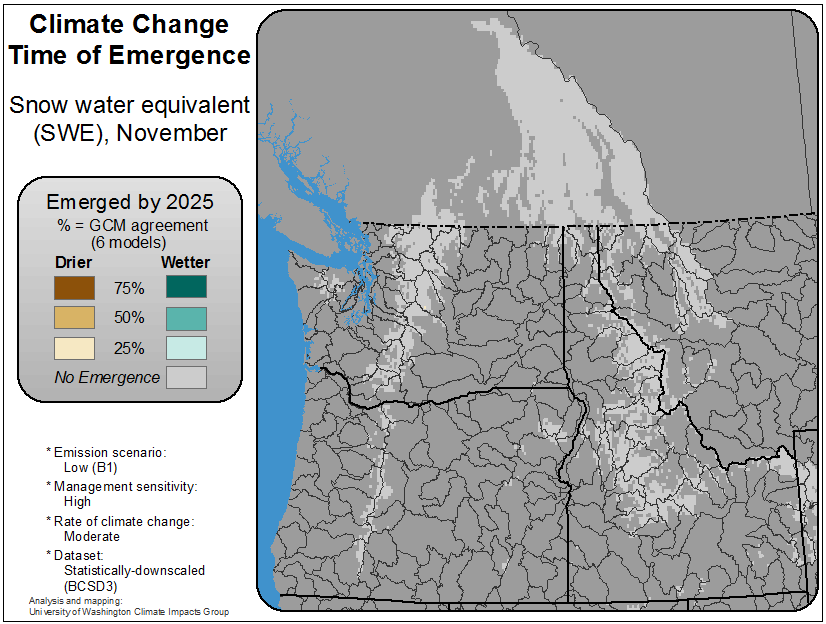 Climate Change
Time of Emergence
Snow water equivalent
(SWE), November
Emerged by 2025
% = GCM agreement
(6 models)
Drier Wetter
75%
50%
25%
No Emergence
* Emission scenario:
Low (B1)
* Management sensitivity:
High
* Rate of climate change:
Moderate
* Dataset:
Statistically-downscaled
(BCSD3)
Analysis and mapping:
University of Washington Climate Impacts Group